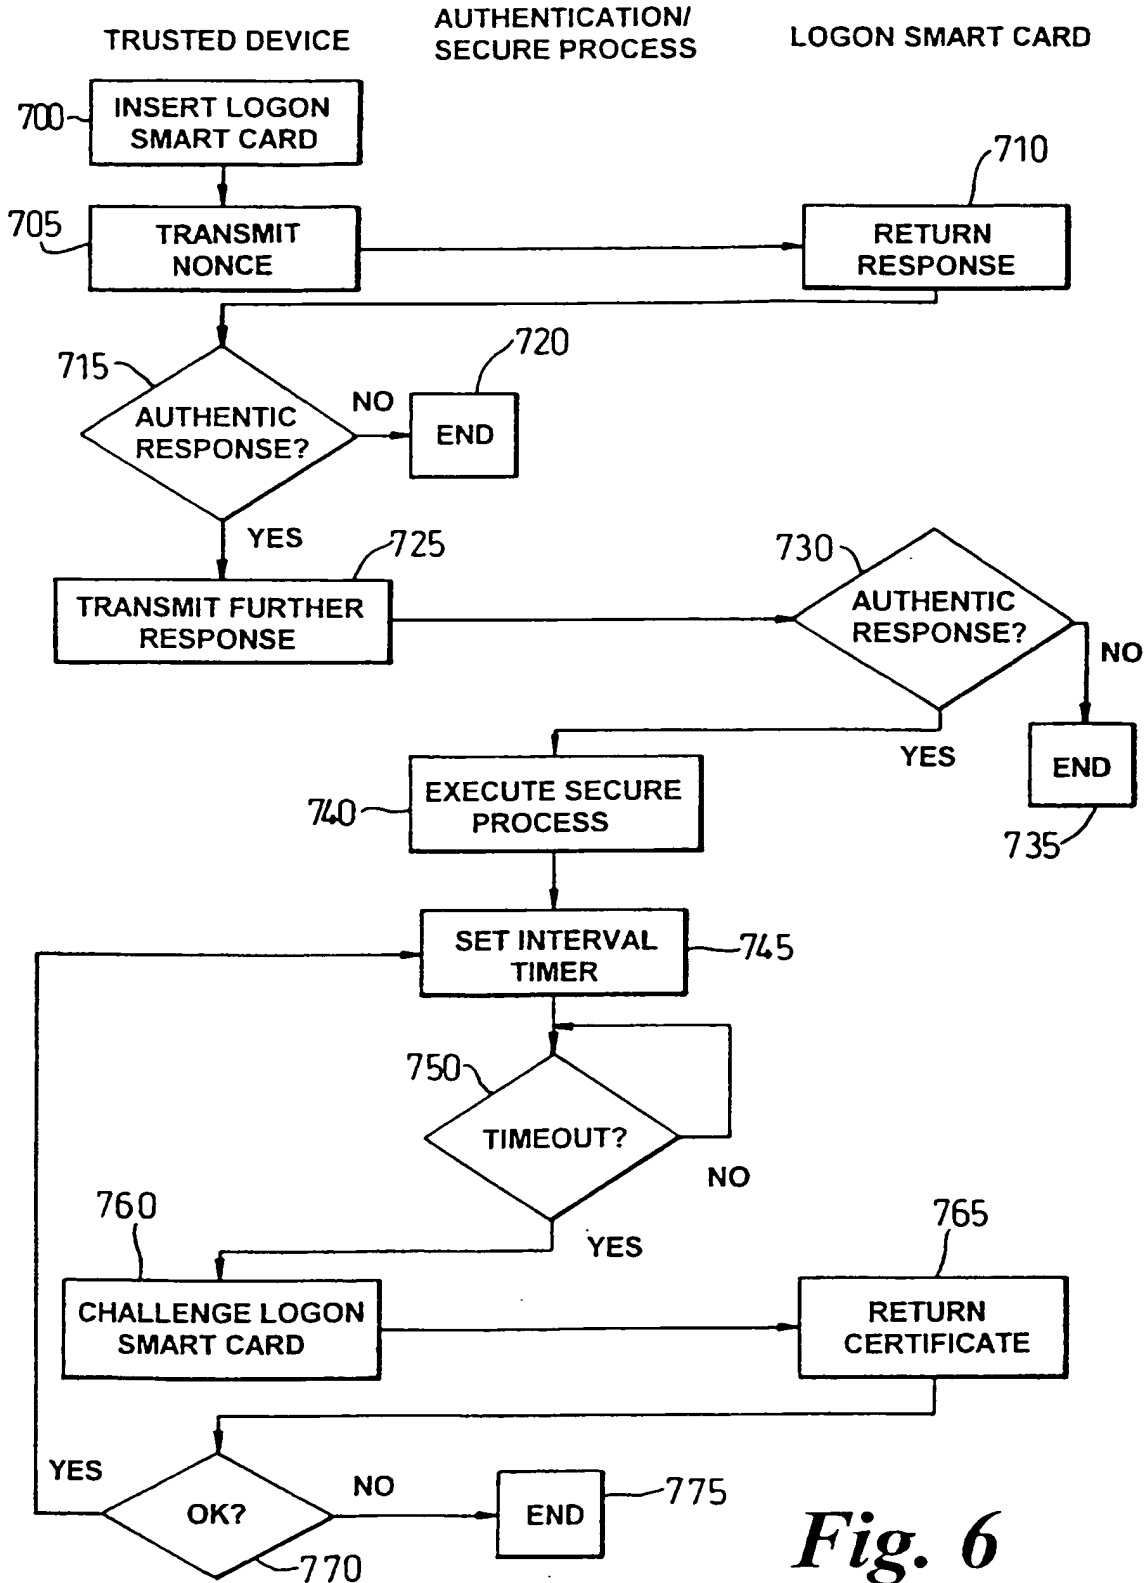 TRUSTED DEVICE
AUTHENTICATION/
SECURE PROCESS
LOGON SMART CARD
700
INSERT LOGON
SMART CARD
710
705
TRANSMIT
NONCE
RETURN
RESPONSE
715
720
AUTHENTIC
RESPONSE?
NO
END
YES
725
730
TRANSMIT FURTHER
RESPONSE
AUTHENTIC
RESPONSE?
NO
YES
END
735
740
EXECUTE SECURE
PROCESS
SET INTERVAL
TIMER
745
750
TIMEOUT?
NO
YES
760
765
CHALLENGE LOGON
SMART CARD
RETURN
CERTIFICATE
YES
OK?
NO
END
775
770
Fig. 6